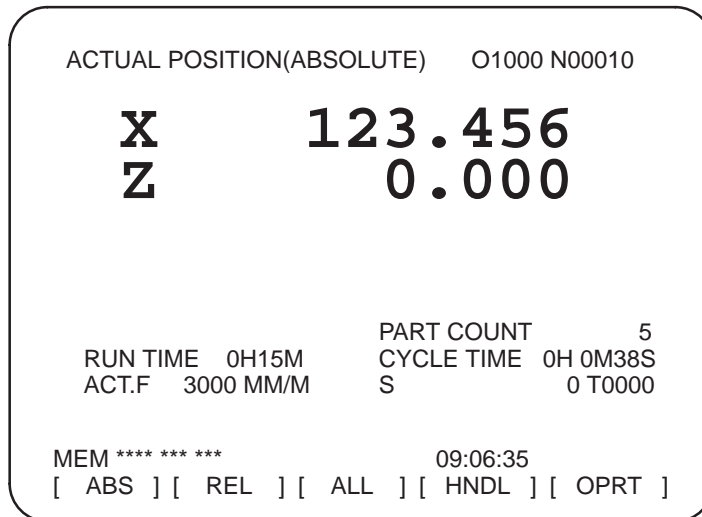 ACTUAL POSITION(ABSOLUTE) O1000 N00010
X 123.456
Z 0.000
PART COUNT 5
RUN TIME 0H15M CYCLE TIME 0H 0M38S
ACT.F 3000 MM/M S 0 T0000
MEM **** *** *** 09:06:35
[ ABS ] [ REL ] [ ALL ] [ HNDL ] [ OPRT ]